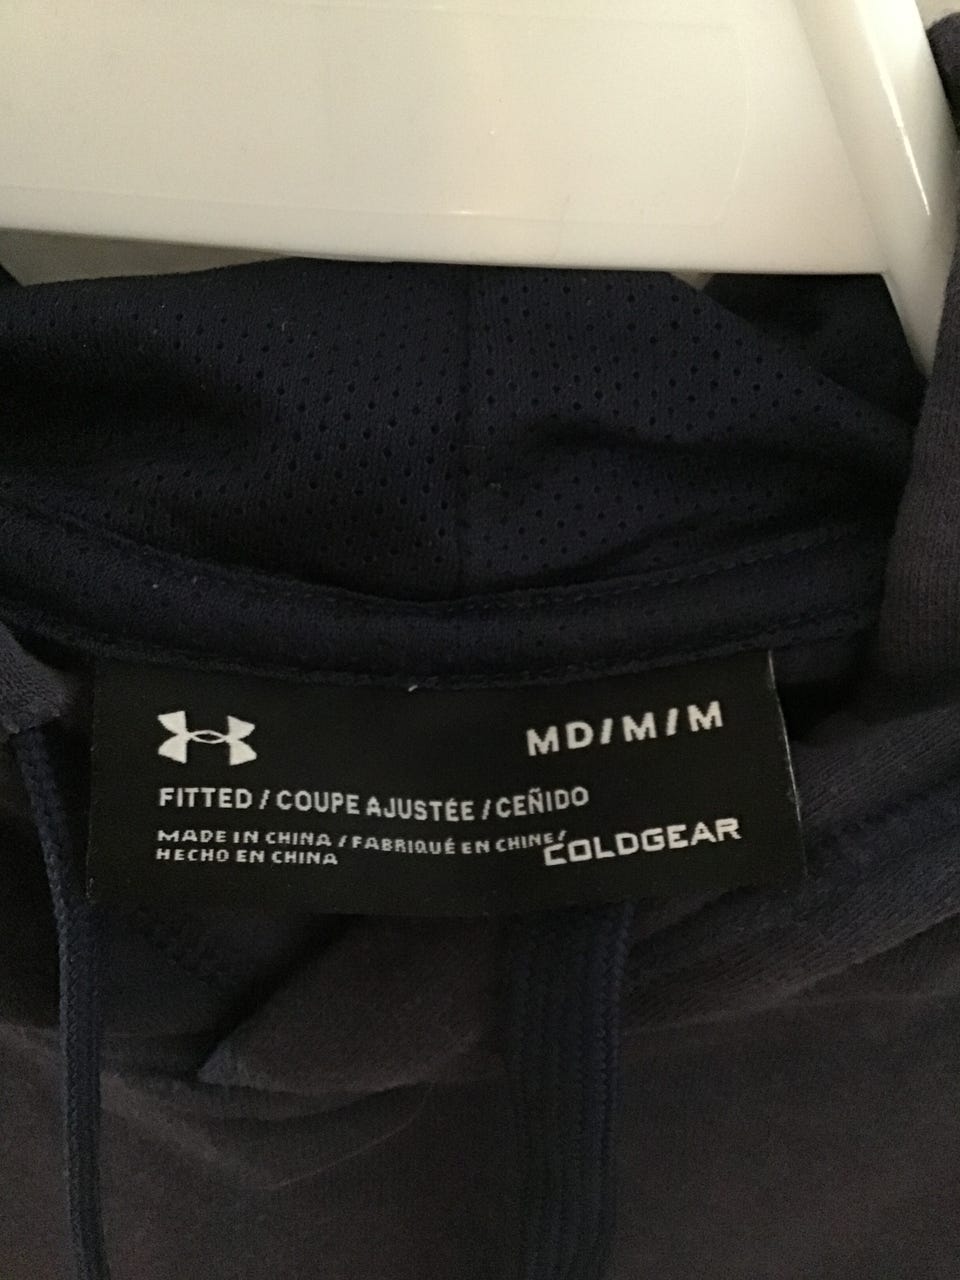 MD/M/M
FITTED / COUPE AJUSTÉE / CEÑIDO
MADE IN CHINA / FABRIQUÉ EN CHINE/
HECHO EN CHINA
COLDGEAR